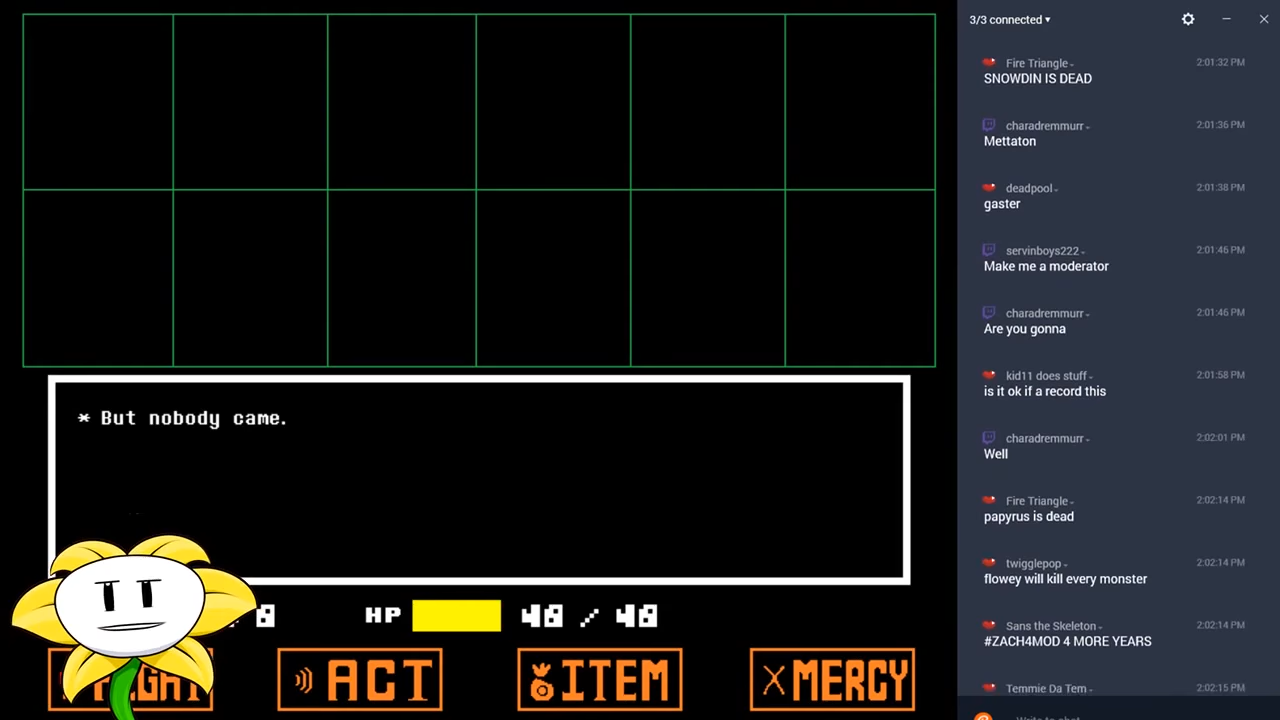 * But nobody came.
8
HP
48 / 48
FIGHT
ACT
ITEM
MERCY
3/3 connected
Fire Triangle
2:01:32 PM
SNOWDIN IS DEAD
charadremmurr
2:01:36 PM
Mettaton
deadpool
2:01:38 PM
gaster
servinboys222
2:01:46 PM
Make me a moderator
charadremmurr
2:01:46 PM
Are you gonna
kid11 does stuff
2:01:58 PM
is it ok if a record this
charadremmurr
2:02:01 PM
Well
Fire Triangle
2:02:14 PM
papyrus is dead
twigglepop
2:02:14 PM
flowey will kill every monster
Sans the Skeleton
2:02:14 PM
#ZACH4MOD 4 MORE YEARS
Temmie Da Tem
2:02:15 PM
Write to chat